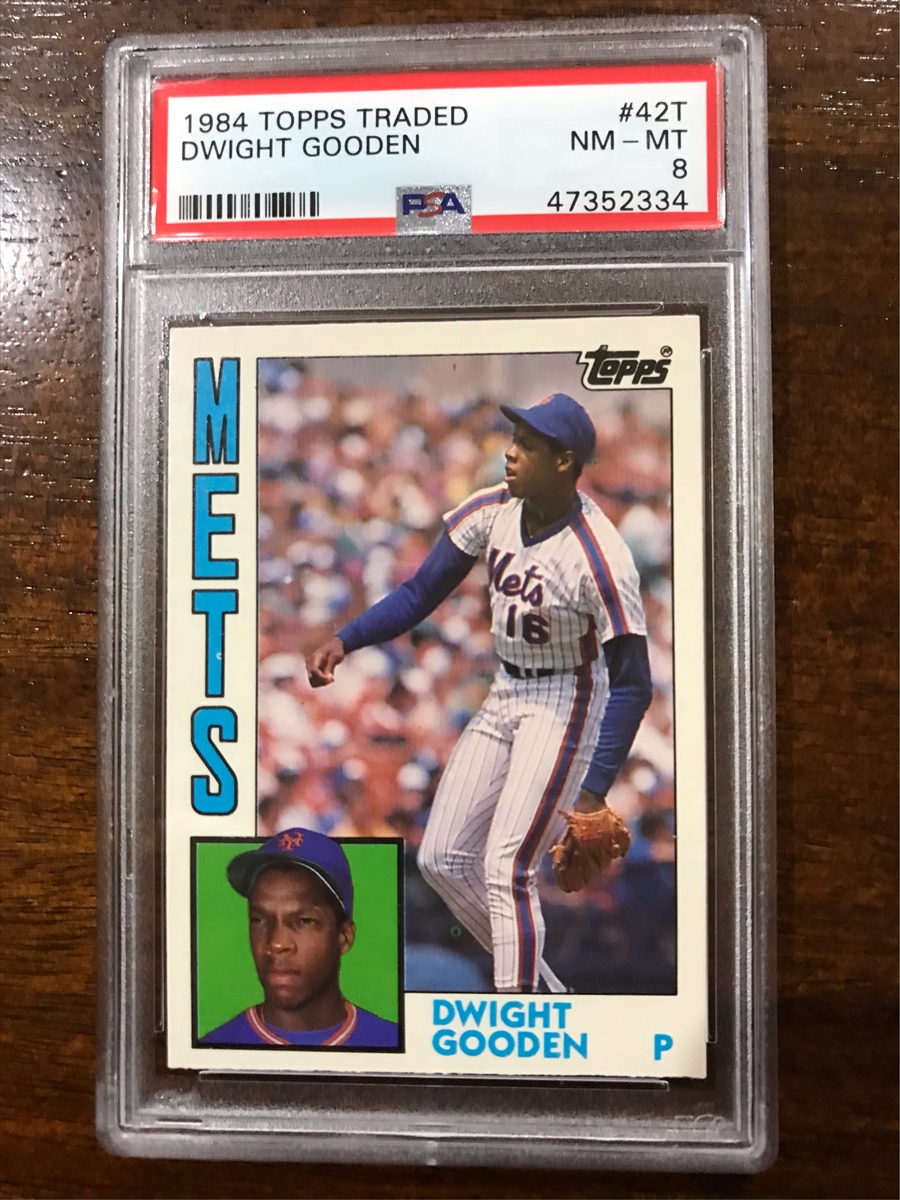 1984 TOPPS TRADED #42T
DWIGHT GOODEN NM – MT
8
PSA 47352334
METS
Topps®
Mets
16
DWIGHT
GOODEN P